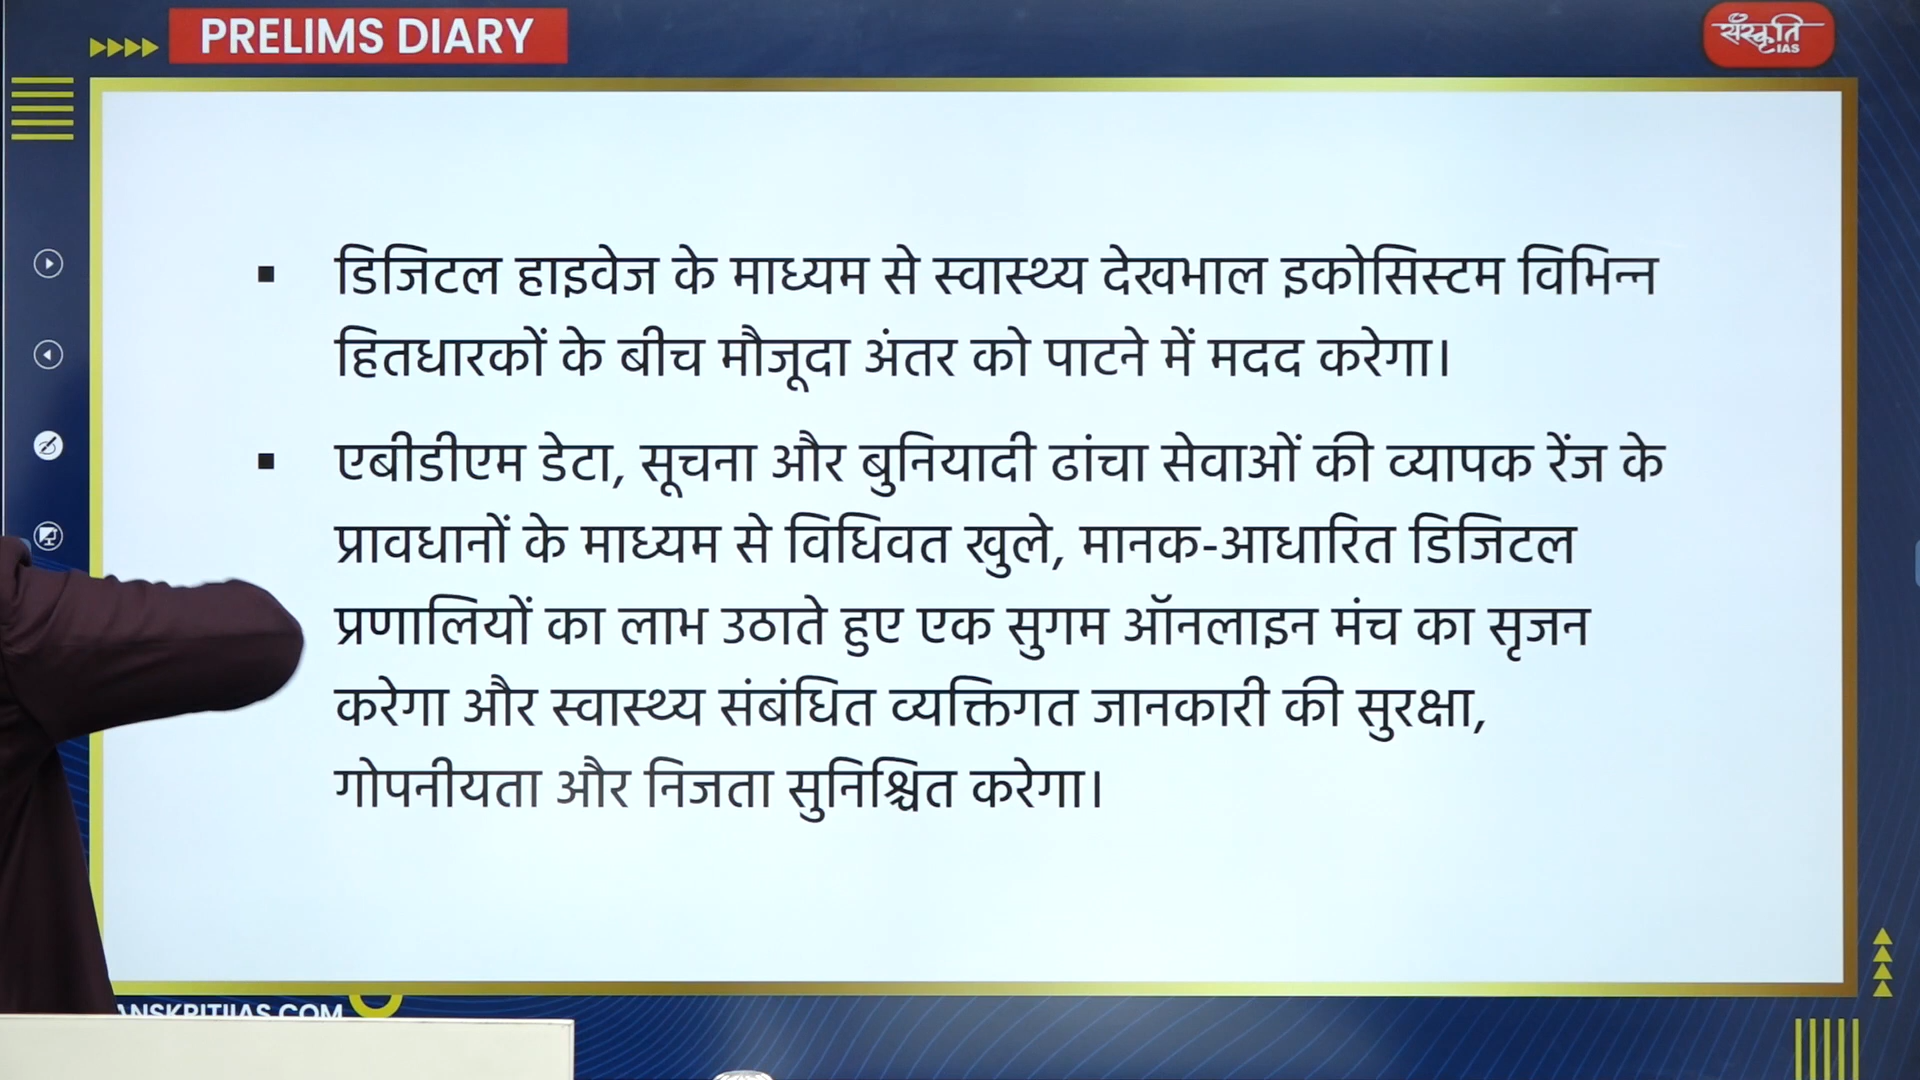 PRELIMS DIARY
संस्कृति
IAS
डिजिटल हाइवेज के माध्यम से स्वास्थ्य देखभाल इकोसिस्टम विभिन्न
हितधारकों के बीच मौजूदा अंतर को पाटने में मदद करेगा।
एबीडीएम डेटा, सूचना और बुनियादी ढांचा सेवाओं की व्यापक रेंज के
प्रावधानों के माध्यम से विधिवत खुले, मानक-आधारित डिजिटल
प्रणालियों का लाभ उठाते हुए एक सुगम ऑनलाइन मंच का सृजन
करेगा और स्वास्थ्य संबंधित व्यक्तिगत जानकारी की सुरक्षा,
गोपनीयता और निजता सुनिश्चित करेगा।
ANSKRITIIAS.COM